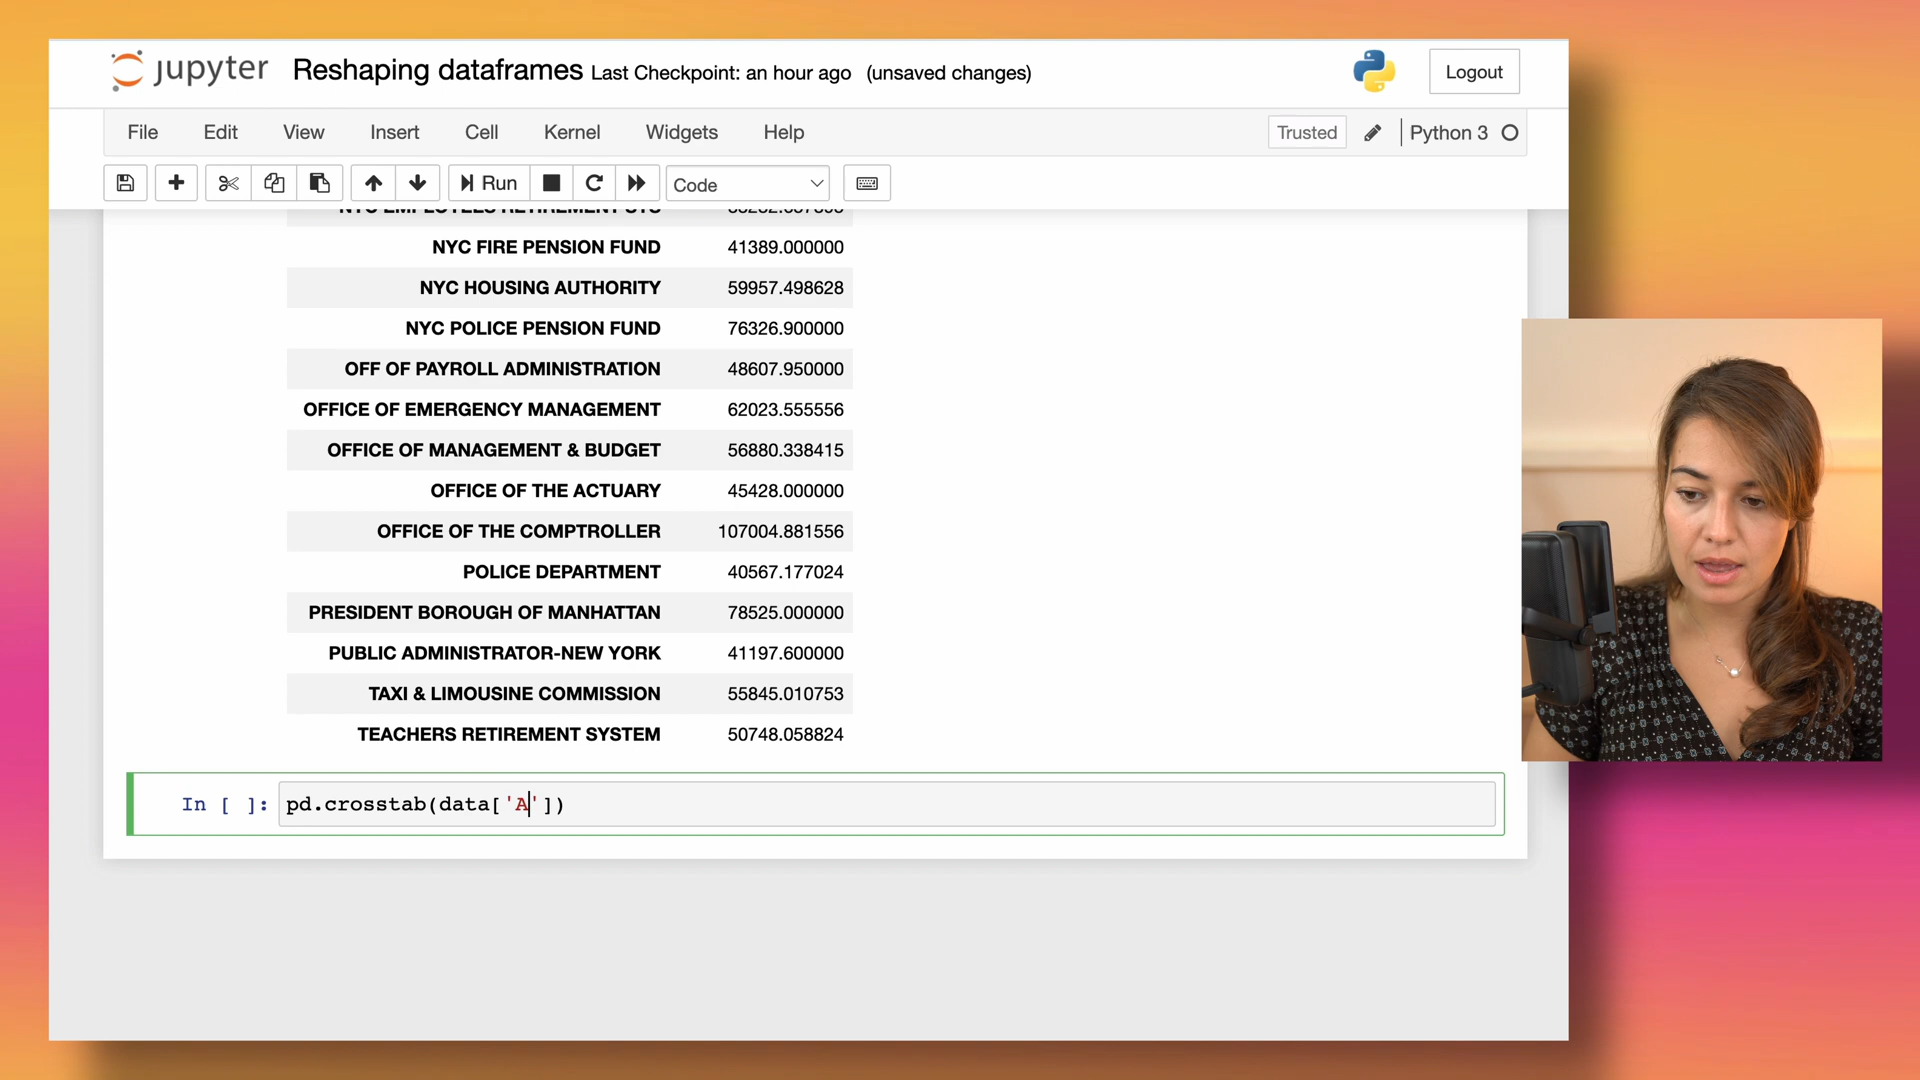 jupyter Reshaping dataframes Last Checkpoint: an hour ago (unsaved changes)
Logout
File Edit View Insert Cell Kernel Widgets Help
Trusted Python 3
Run Code
NYC EMPLOYEES RETIREMENT SYS
NYC FIRE PENSION FUND 41389.000000
NYC HOUSING AUTHORITY 59957.498628
NYC POLICE PENSION FUND 76326.900000
OFF OF PAYROLL ADMINISTRATION 48607.950000
OFFICE OF EMERGENCY MANAGEMENT 62023.555556
OFFICE OF MANAGEMENT & BUDGET 56880.338415
OFFICE OF THE ACTUARY 45428.000000
OFFICE OF THE COMPTROLLER 107004.881556
POLICE DEPARTMENT 40567.177024
PRESIDENT BOROUGH OF MANHATTAN 78525.000000
PUBLIC ADMINISTRATOR-NEW YORK 41197.600000
TAXI & LIMOUSINE COMMISSION 55845.010753
TEACHERS RETIREMENT SYSTEM 50748.058824
In [ ]: pd.crosstab(data['A'])